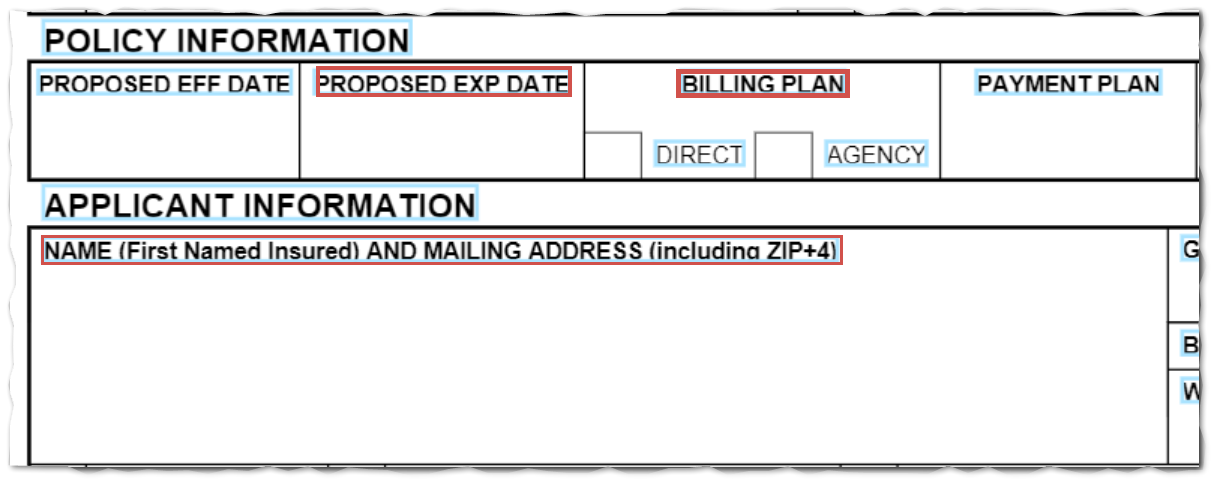 POLICY INFORMATION
PROPOSED EFF DATE PROPOSED EXP DATE BILLING PLAN PAYMENT PLAN
DIRECT AGENCY
APPLICANT INFORMATION
NAME (First Named Insured) AND MAILING ADDRESS (including ZIP+4)
G
B
W